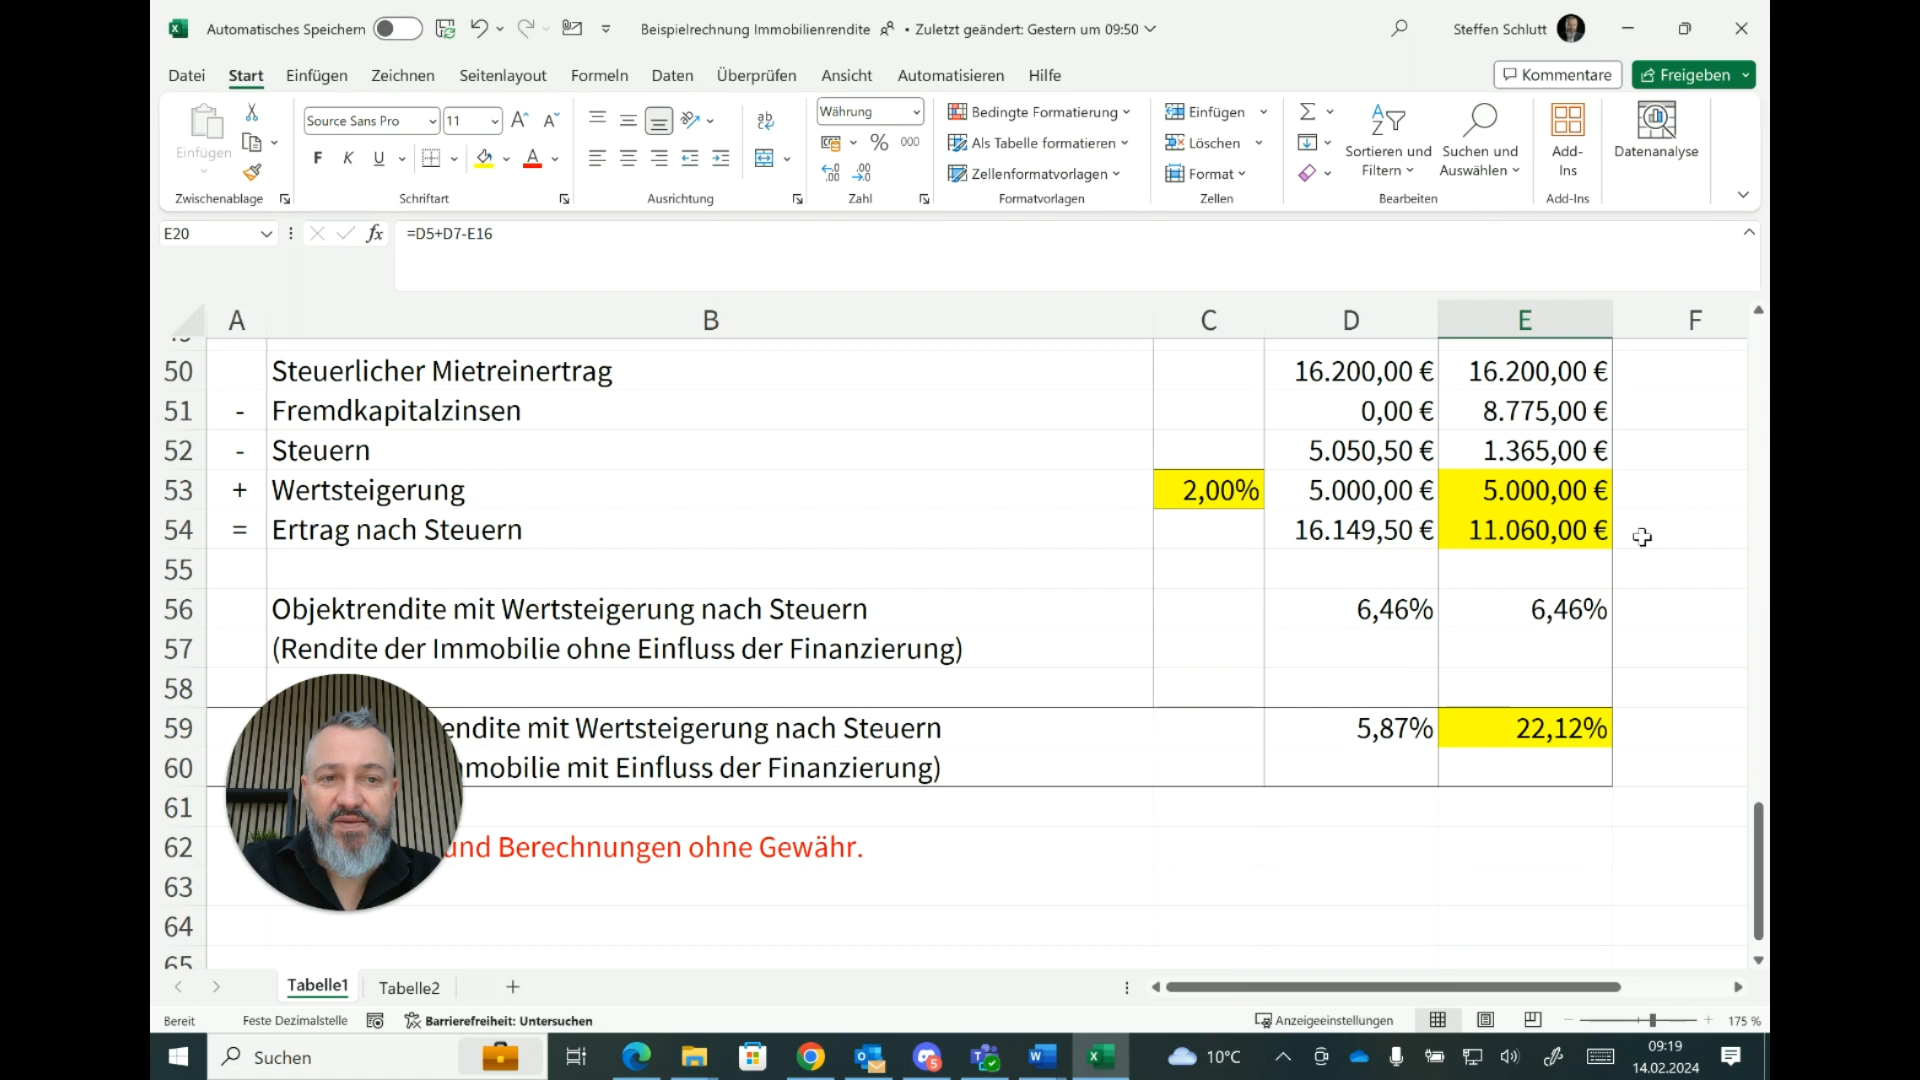 Automatisches Speichern
Beispielrechnung Immobilienrendite • Zuletzt geändert: Gestern um 09:50
Steffen Schlutt
Datei Start Einfügen Zeichnen Seitenlayout Formeln Daten Überprüfen Ansicht Automatisieren Hilfe
Kommentare Freigeben
Einfügen
Zwischenablage
Source Sans Pro 11
F K U
Schriftart
Ausrichtung
Währung
% 000
Zahl
Bedingte Formatierung
Als Tabelle formatieren
Zellenformatvorlagen
Formatvorlagen
Einfügen
Löschen
Format
Zellen
Sortieren und Filtern
Suchen und Auswählen
Bearbeiten
Add-Ins
Add-Ins
Datenanalyse
E20 fx =D5+D7-E16
A B C D E F
50 Steuerlicher Mietreinertrag 16.200,00 € 16.200,00 €
51 - Fremdkapitalzinsen 0,00 € 8.775,00 €
52 - Steuern 5.050,50 € 1.365,00 €
53 + Wertsteigerung 2,00% 5.000,00 € 5.000,00 €
54 = Ertrag nach Steuern 16.149,50 € 11.060,00 €
55
56 Objektrendite mit Wertsteigerung nach Steuern 6,46% 6,46%
57 (Rendite der Immobilie ohne Einfluss der Finanzierung)
58
59 mit Wertsteigerung nach Steuern 5,87% 22,12%
60 mit Einfluss der Finanzierung)
61
62 und Berechnungen ohne Gewähr.
63
64
65
Tabelle1 Tabelle2
Bereit Feste Dezimalstelle Barrierefreiheit: Untersuchen
Anzeigeeinstellungen 175 %
Suchen
10°C
09:19
14.02.2024